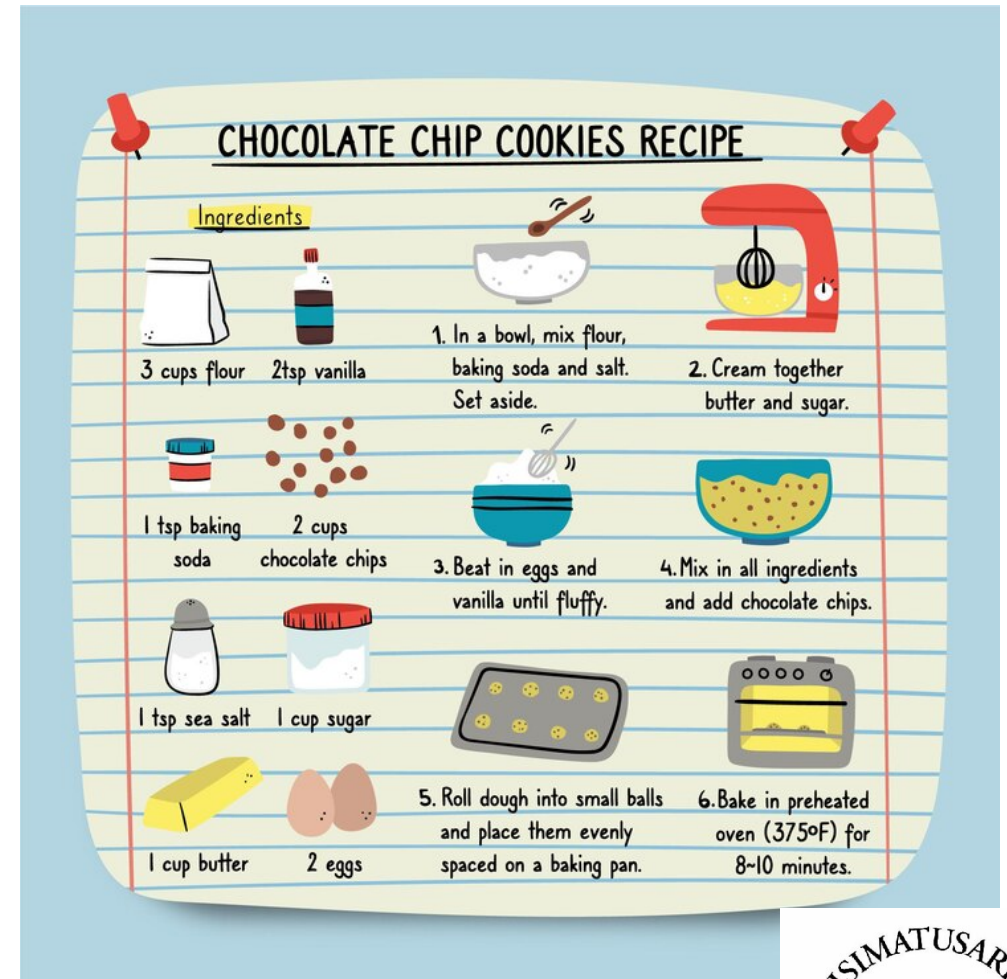 CHOCOLATE CHIP COOKIES RECIPE
Ingredients
3 cups flour
2tsp vanilla
1 tsp baking
soda
2 cups
chocolate chips
1 tsp sea salt
1 cup sugar
1 cup butter
2 eggs
1. In a bowl, mix flour,
baking soda and salt.
Set aside.
2. Cream together
butter and sugar.
3. Beat in eggs and
vanilla until fluffy.
4. Mix in all ingredients
and add chocolate chips.
5. Roll dough into small balls
and place them evenly
spaced on a baking pan.
6. Bake in preheated
oven (375ºF) for
8~10 minutes.